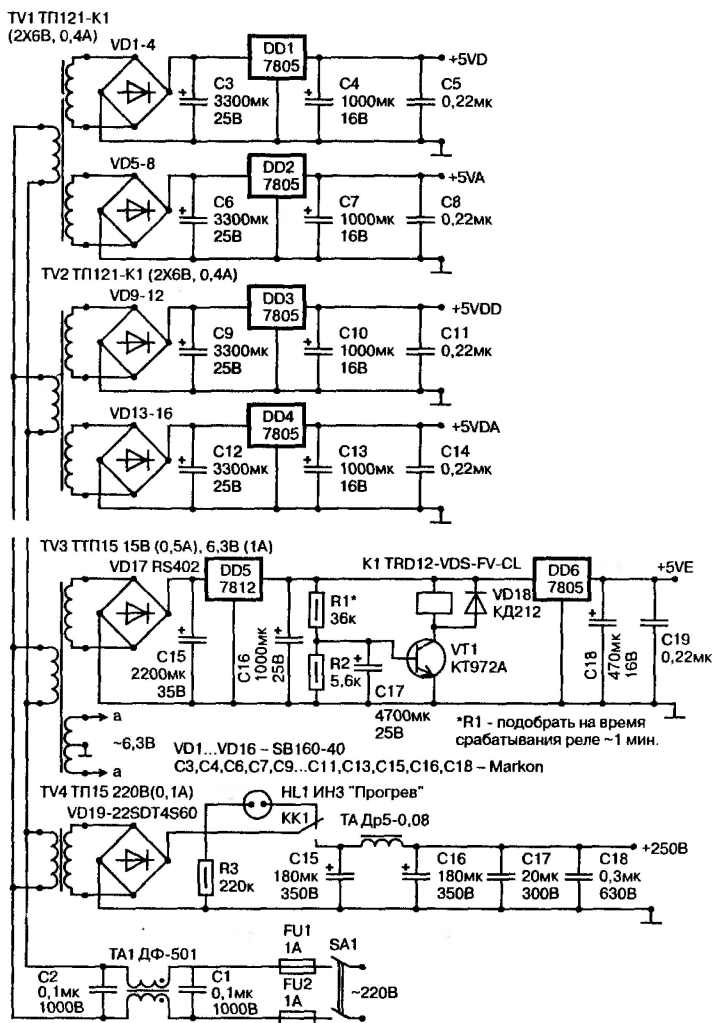 TV1 ТП121-К1
(2Х6В, 0,4А)
VD1-4
DD1
7805
+5VD
C3
3300мк
25В
C4
1000мк
16В
C5
0,22мк
VD5-8
DD2
7805
+5VA
C6
3300мк
25В
C7
1000мк
16В
C8
0,22мк
TV2 ТП121-К1 (2Х6В, 0,4А)
VD9-12
DD3
7805
+5VDD
C9
3300мк
25В
C10
1000мк
16В
C11
0,22мк
VD13-16
DD4
7805
+5VDA
C12
3300мк
25В
C13
1000мк
16В
C14
0,22мк
TV3 ТТП15 15В (0,5А), 6,3В (1А)
VD17 RS402
DD5
7812
K1 TRD12-VDS-FV-CL
DD6
7805
+5VE
C15
2200мк
35В
C16
1000мк
25В
R1*
36к
R2
5,6к
C17
4700мк
25В
VT1
КТ972А
VD18
КД212
C18
470мк
16В
C19
0,22мк
а
~6,3В
а
*R1 - подобрать на время
срабатывания реле ~1 мин.
VD1...VD16 – SB160-40
C3,C4,C6,C7,C9...C11,C13,C15,C16,C18 – Markon
TV4 ТП15 220В(0,1А)
VD19-22SDT4S60
HL1 ИН3 "Прогрев"
КК1
ТА Др5-0,08
+250В
R3
220к
C15
180мк
350В
C16
180мк
350В
C17
20мк
300В
C18
0,3мк
630В
C2
0,1мк
1000В
ТА1 ДФ-501
C1
0,1мк
1000В
FU1
1А
FU2
1А
SA1
~220В